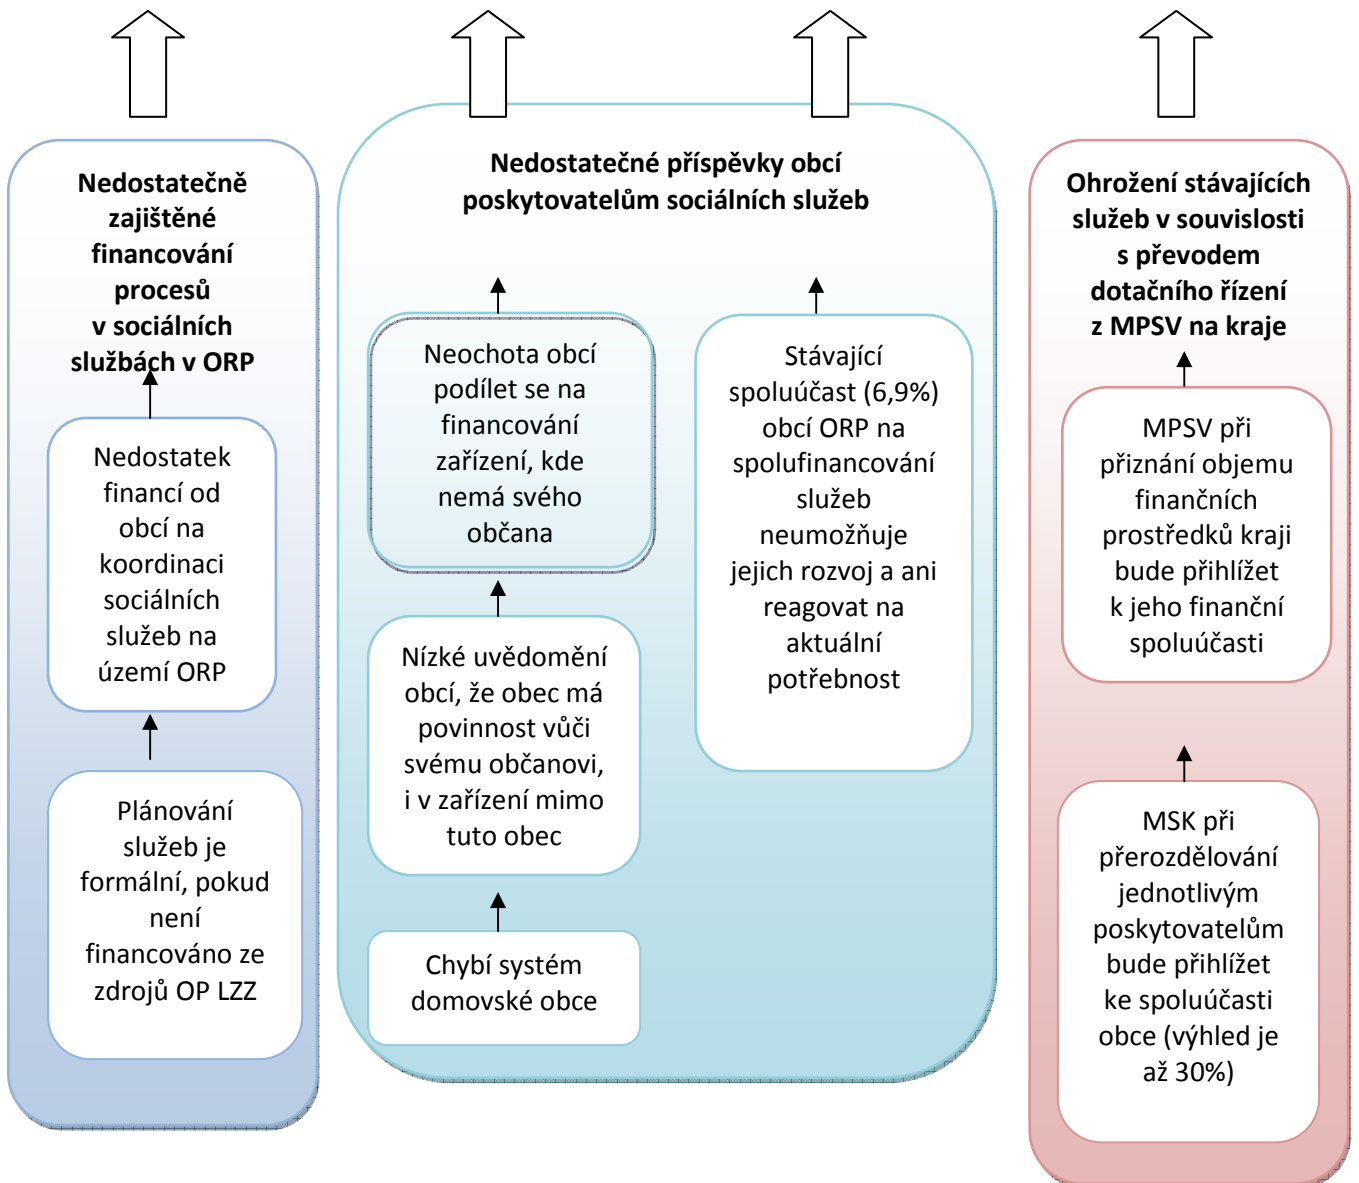 Nedostatečně
zajištěné
financování
procesů
v sociálních
službách v ORP
Nedostatek
financí od
obcí na
koordinaci
sociálních
služeb na
území ORP
Plánování
služeb je
formální, pokud
není
financováno ze
zdrojů OP LZZ
Nedostatečné příspěvky obcí
poskytovatelům sociálních služeb
Neochota obcí
podílet se na
financování
zařízení, kde
nemá svého
občana
Nízké uvědomění
obcí, že obec má
povinnost vůči
svému občanovi,
i v zařízení mimo
tuto obec
Chybí systém
domovské obce
Stávající
spoluúčast (6,9%)
obcí ORP na
spolufinancování
služeb
neumožňuje
jejich rozvoj a ani
reagovat na
aktuální
potřebnost
Ohrožení stávajících
služeb v souvislosti
s převodem
dotačního řízení
z MPSV na kraje
MPSV při
přiznání objemu
finančních
prostředků kraji
bude přihlížet
k jeho finanční
spoluúčasti
MSK při
přerozdělování
jednotlivým
poskytovatelům
bude přihlížet
ke spoluúčasti
obce (výhled je
až 30%)